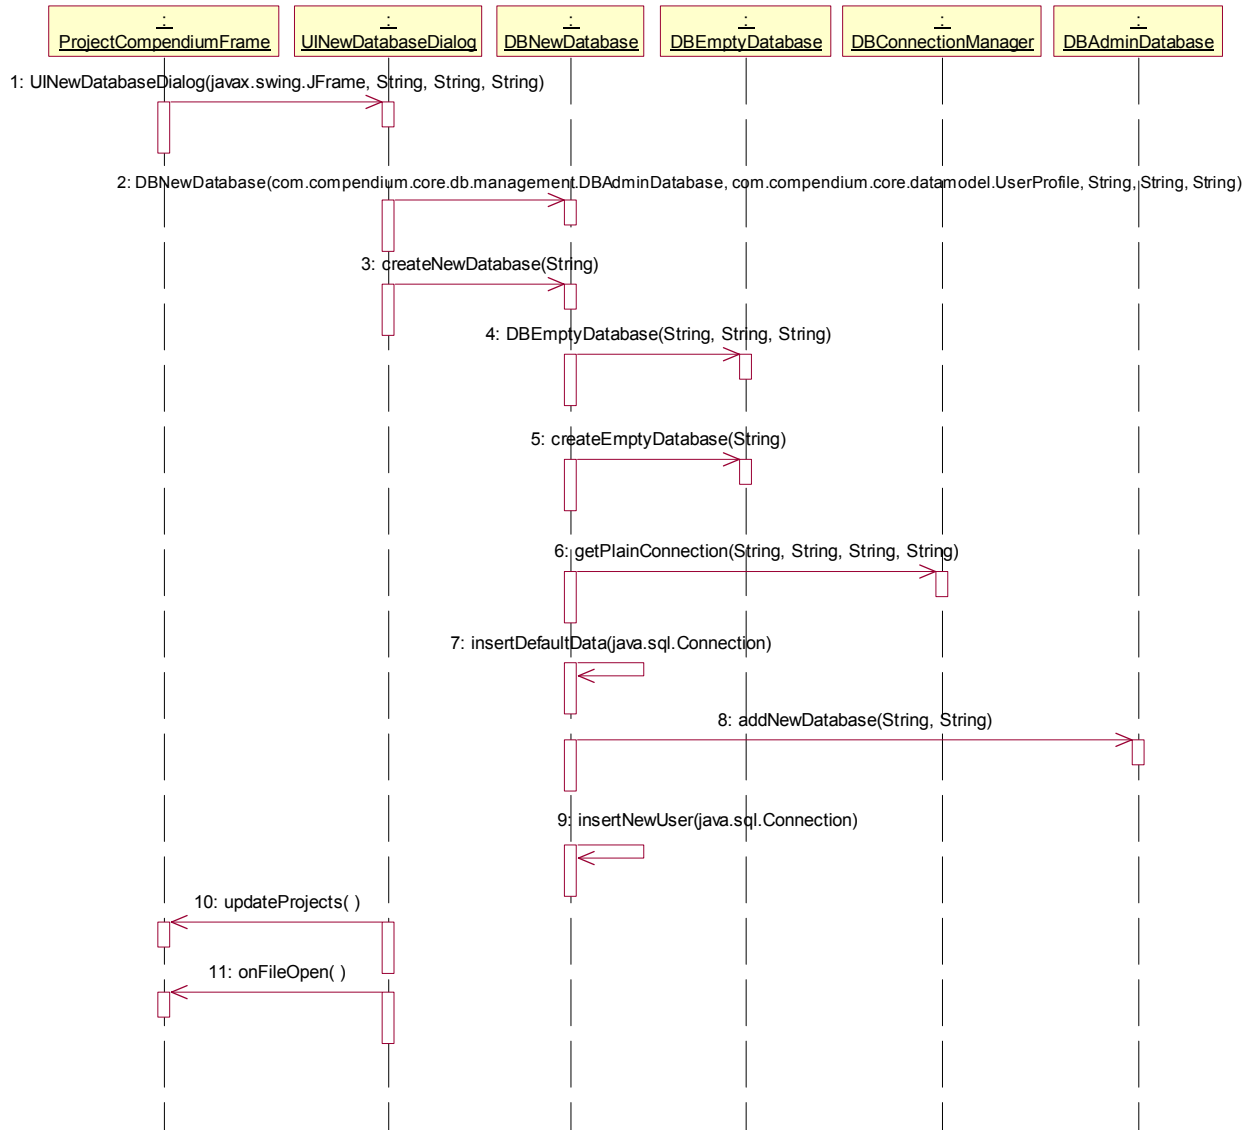 :
ProjectCompendiumFrame
:
UINewDatabaseDialog
:
DBNewDatabase
:
DBEmptyDatabase
:
DBConnectionManager
:
DBAdminDatabase
1: UINewDatabaseDialog(javax.swing.JFrame, String, String, String)
2: DBNewDatabase(com.compendium.core.db.management.DBAdminDatabase, com.compendium.core.datamodel.UserProfile, String, String, String)
3: createNewDatabase(String)
4: DBEmptyDatabase(String, String, String)
5: createEmptyDatabase(String)
6: getPlainConnection(String, String, String, String)
7: insertDefaultData(java.sql.Connection)
8: addNewDatabase(String, String)
9: insertNewUser(java.sql.Connection)
10: updateProjects( )
11: onFileOpen( )